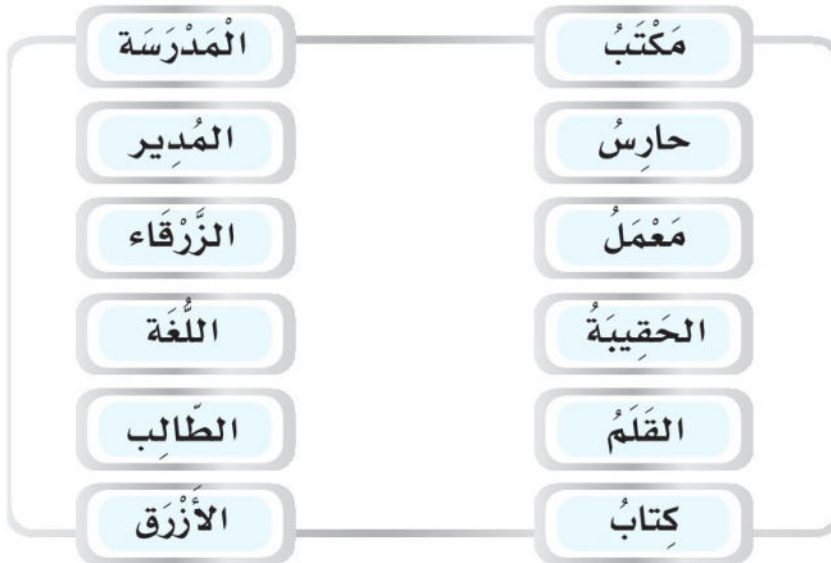 مَكْتَبُ الْمَدْرَسَة
حارِسُ المُدِير
مَعْمَلُ الزَّرْقَاء
الحَقِيبَةُ اللُّغَة
القَلَمُ الطّالِب
كِتابُ الأَزْرَق